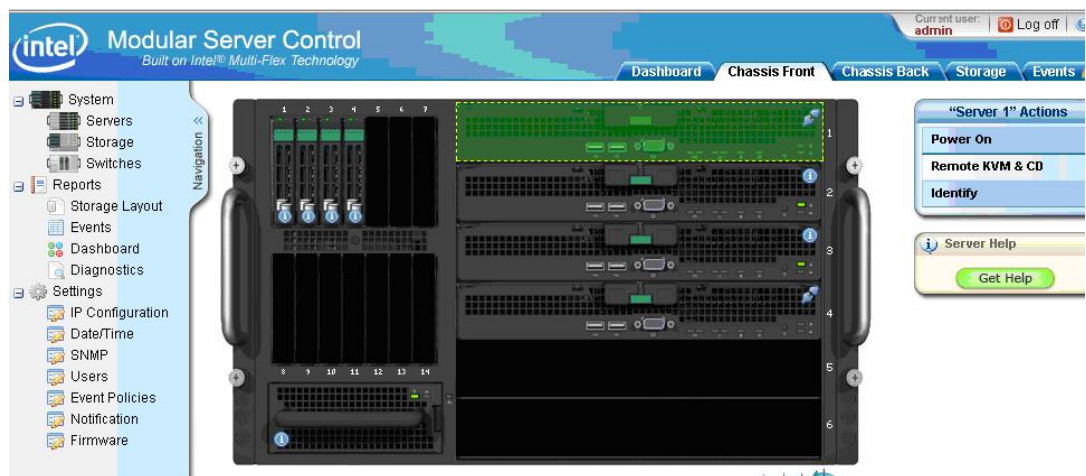 intel
Modular Server Control
Built on Intel® Multi-Flex Technology
Current user:
admin
Log off
Dashboard
Chassis Front
Chassis Back
Storage
Events
System
Servers
Storage
Switches
Reports
Storage Layout
Events
Dashboard
Diagnostics
Settings
IP Configuration
Date/Time
SNMP
Users
Event Policies
Notification
Firmware
«
Navigation
1 2 3 4 5 6 7
8 9 10 11 12 13 14
1
2
3
4
5
6
"Server 1" Actions
Power On
Remote KVM & CD
Identify
Server Help
Get Help